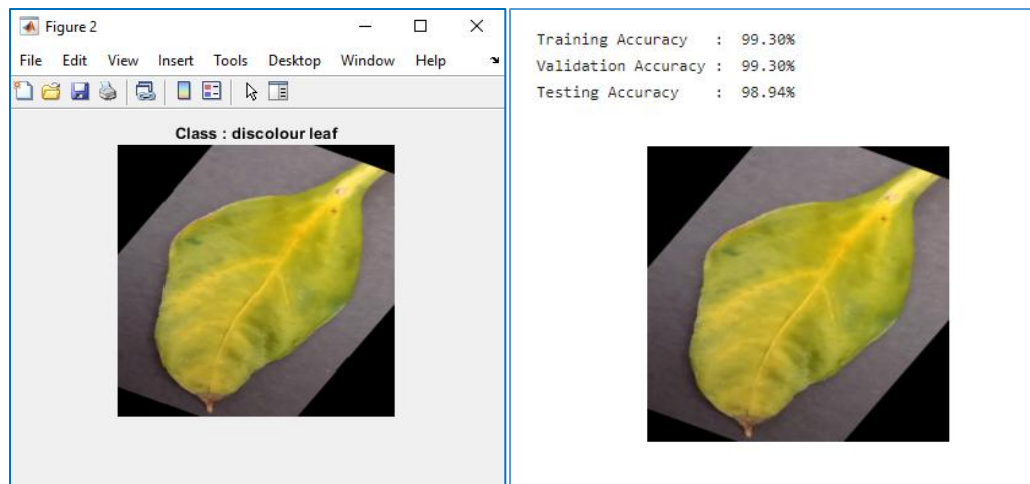 Figure 2
File Edit View Insert Tools Desktop Window Help
Class : discolour leaf
Training Accuracy : 99.30%
Validation Accuracy : 99.30%
Testing Accuracy : 98.94%